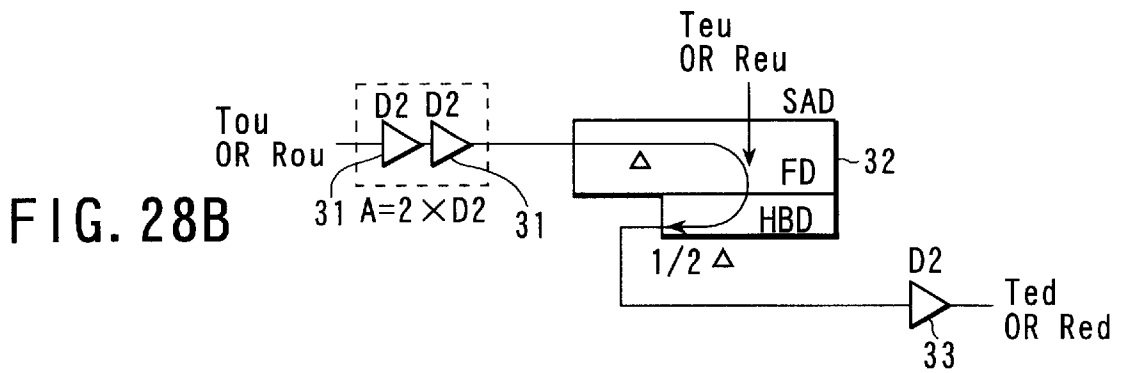 Teu
OR Reu
SAD
D2 D2
Tou
OR Rou
Δ
32
FD
31
A=2×D2
31
HBD
FIG. 28B
1/2 Δ
D2
Ted
OR Red
33